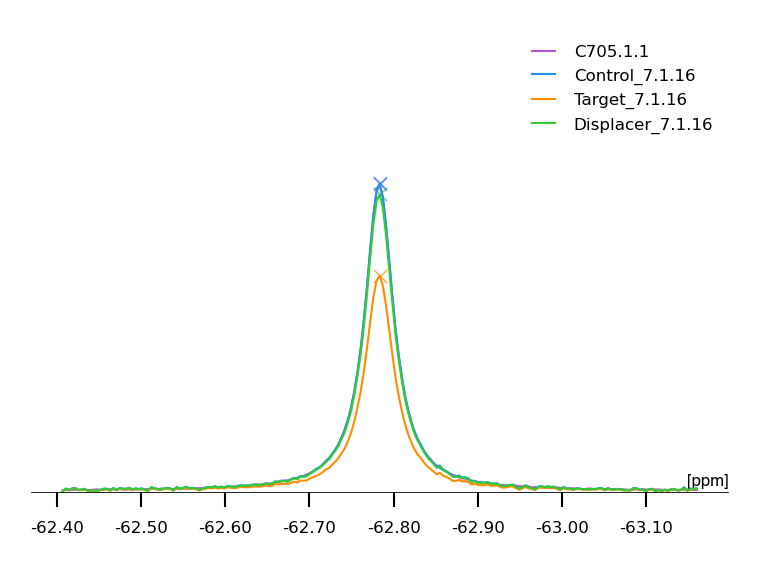 C705.1.1
Control_7.1.16
Target_7.1.16
Displacer_7.1.16
[ppm]
-62.40 -62.50 -62.60 -62.70 -62.80 -62.90 -63.00 -63.10